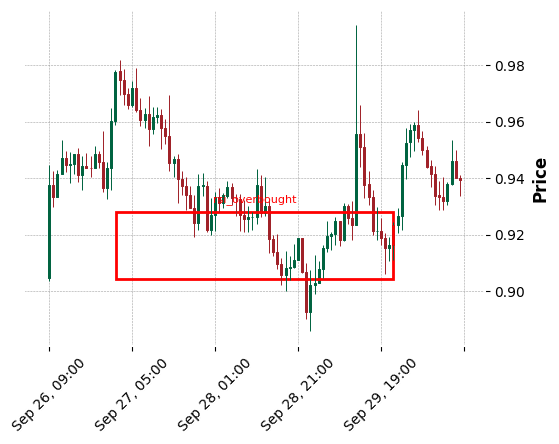 0.98
0.96
0.94
0.92
0.90
Price
Sep 26, 09:00
Sep 27, 05:00
Sep 28, 01:00
Sep 28, 21:00
Sep 29, 19:00